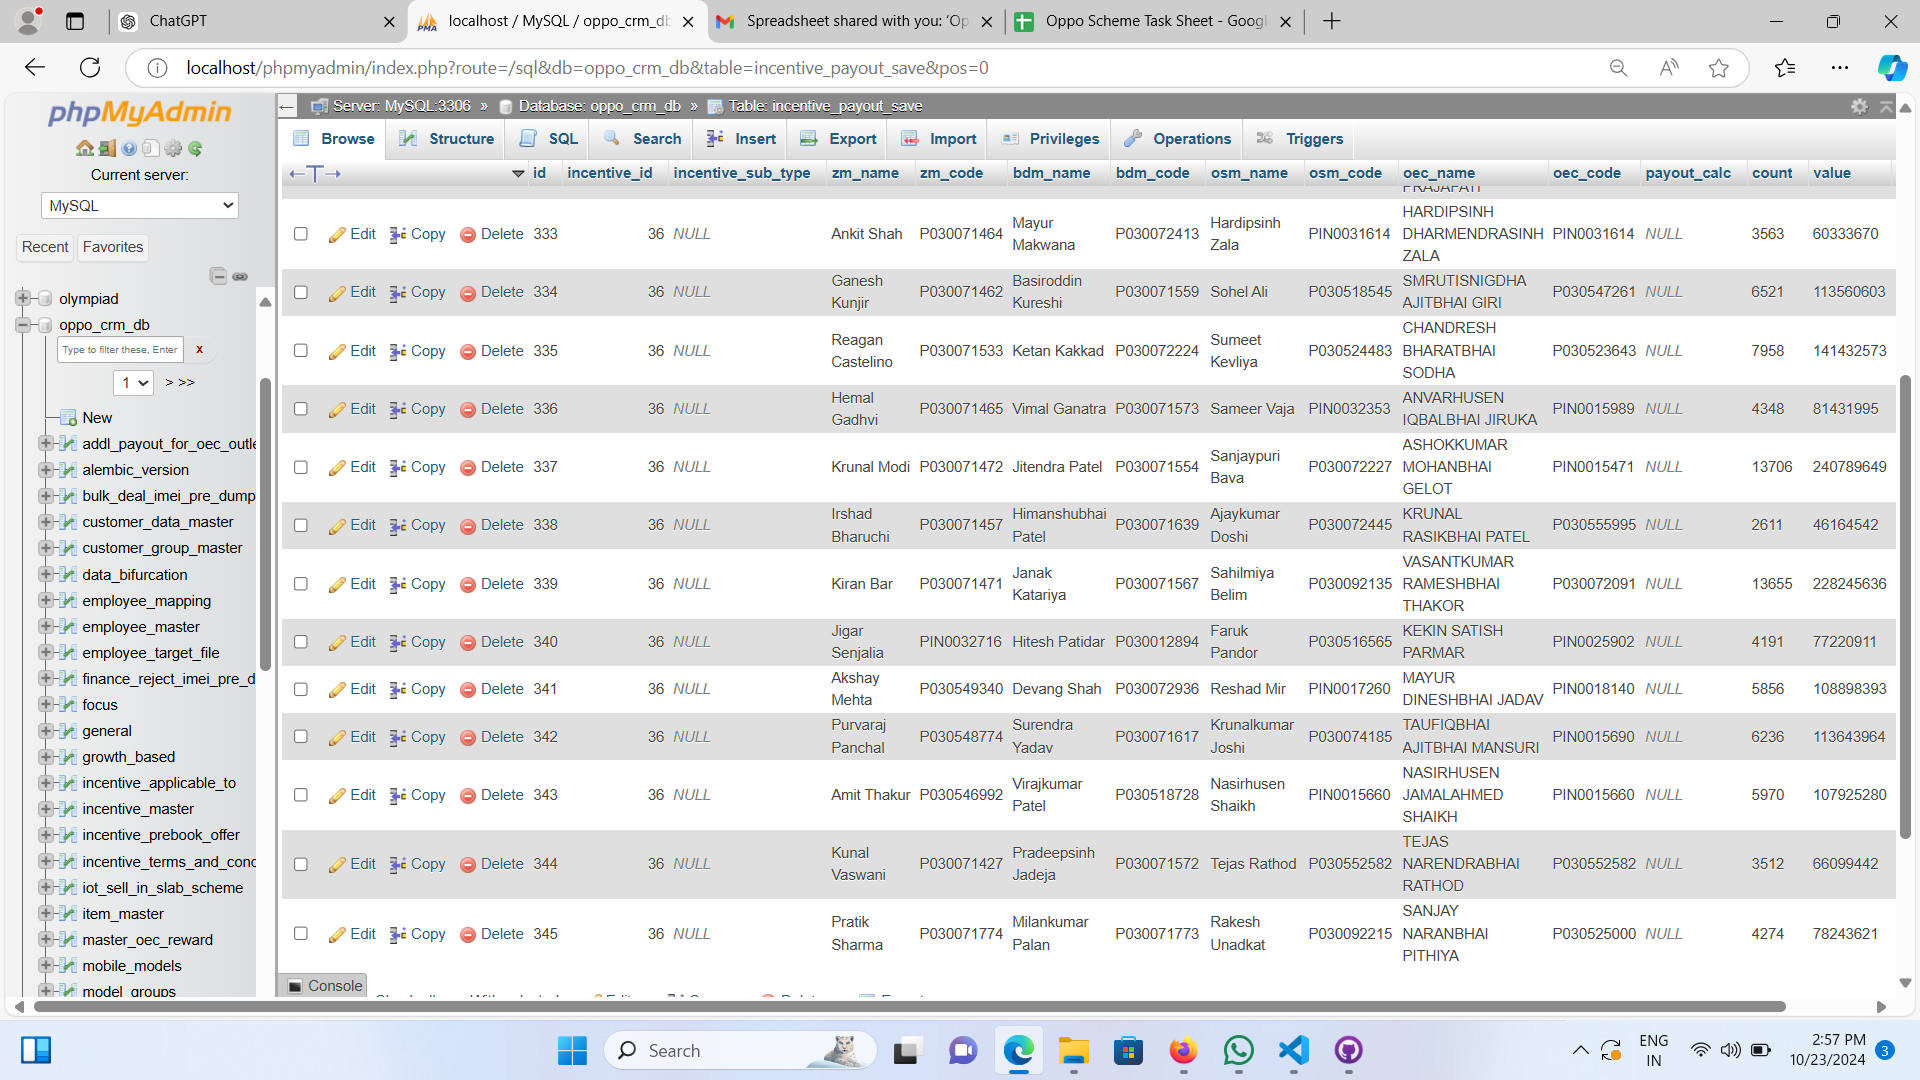 ChatGPT
localhost / MySQL / oppo_crm_db
Spreadsheet shared with you: 'Op
Oppo Scheme Task Sheet - Googl
localhost/phpmyadmin/index.php?route=/sql&db=oppo_crm_db&table=incentive_payout_save&pos=0
phpMyAdmin
Current server:
MySQL
Recent Favorites
olympiad
oppo_crm_db
Type to filter these, Enter X
1 > >>
New
addl_payout_for_oec_outle
alembic_version
bulk_deal_imei_pre_dump
customer_data_master
customer_group_master
data_bifurcation
employee_mapping
employee_master
employee_target_file
finance_reject_imei_pre_d
focus
general
growth_based
incentive_applicable_to
incentive_master
incentive_prebook_offer
incentive_terms_and_conc
iot_sell_in_slab_scheme
item_master
master_oec_reward
mobile_models
model_groups
Server: MySQL:3306 » Database: oppo_crm_db » Table: incentive_payout_save
Browse Structure SQL Search Insert Export Import Privileges Operations Triggers
id incentive_id incentive_sub_type zm_name zm_code bdm_name bdm_code osm_name osm_code oec_name oec_code payout_calc count value
PRAJAPATI
Edit Copy Delete 333 36 NULL Ankit Shah P030071464 Mayur Makwana P030072413 Hardipsinh Zala PIN0031614 HARDIPSINH DHARMENDRASINH ZALA PIN0031614 NULL 3563 60333670
Edit Copy Delete 334 36 NULL Ganesh Kunjir P030071462 Basiroddin Kureshi P030071559 Sohel Ali P030518545 SMRUTISNIGDHA AJITBHAI GIRI P030547261 NULL 6521 113560603
Edit Copy Delete 335 36 NULL Reagan Castelino P030071533 Ketan Kakkad P030072224 Sumeet Kevliya P030524483 CHANDRESH BHARATBHAI SODHA P030523643 NULL 7958 141432573
Edit Copy Delete 336 36 NULL Hemal Gadhvi P030071465 Vimal Ganatra P030071573 Sameer Vaja PIN0032353 ANVARHUSEN IQBALBHAI JIRUKA PIN0015989 NULL 4348 81431995
Edit Copy Delete 337 36 NULL Krunal Modi P030071472 Jitendra Patel P030071554 Sanjaypuri Bava P030072227 ASHOKKUMAR MOHANBHAI GELOT PIN0015471 NULL 13706 240789649
Edit Copy Delete 338 36 NULL Irshad Bharuchi P030071457 Himanshubhai Patel P030071639 Ajaykumar Doshi P030072445 KRUNAL RASIKBHAI PATEL P030555995 NULL 2611 46164542
Edit Copy Delete 339 36 NULL Kiran Bar P030071471 Janak Katariya P030071567 Sahilmiya Belim P030092135 VASANTKUMAR RAMESHBHAI THAKOR P030072091 NULL 13655 228245636
Edit Copy Delete 340 36 NULL Jigar Senjalia PIN0032716 Hitesh Patidar P030012894 Faruk Pandor P030516565 KEKIN SATISH PARMAR PIN0025902 NULL 4191 77220911
Edit Copy Delete 341 36 NULL Akshay Mehta P030549340 Devang Shah P030072936 Reshad Mir PIN0017260 MAYUR DINESHBHAI JADAV PIN0018140 NULL 5856 108898393
Edit Copy Delete 342 36 NULL Purvaraj Panchal P030548774 Surendra Yadav P030071617 Krunalkumar Joshi P030074185 TAUFIQBHAI AJITBHAI MANSURI PIN0015690 NULL 6236 113643964
Edit Copy Delete 343 36 NULL Amit Thakur P030546992 Virajkumar Patel P030518728 Nasirhusen Shaikh PIN0015660 NASIRHUSEN JAMALAHMED SHAIKH PIN0015660 NULL 5970 107925280
Edit Copy Delete 344 36 NULL Kunal Vaswani P030071427 Pradeepsinh Jadeja P030071572 Tejas Rathod P030552582 TEJAS NARENDRABHAI RATHOD P030552582 NULL 3512 66099442
Edit Copy Delete 345 36 NULL Pratik Sharma P030071774 Milankumar Palan P030071773 Rakesh Unadkat P030092215 SANJAY NARANBHAI PITHIYA P030525000 NULL 4274 78243621
Console
Search
ENG
IN
2:57 PM
10/23/2024
3